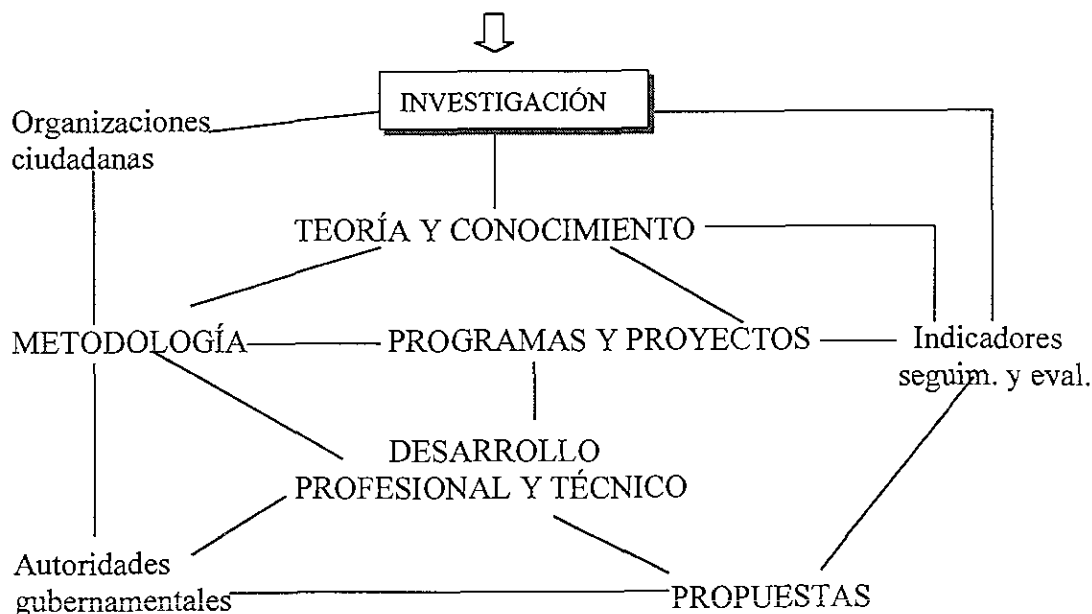 INVESTIGACIÓN
Organizaciones
ciudadanas
TEORÍA Y CONOCIMIENTO
METODOLOGÍA
PROGRAMAS Y PROYECTOS
Indicadores
seguim. y eval.
DESARROLLO
PROFESIONAL Y TÉCNICO
Autoridades
gubernamentales
PROPUESTAS